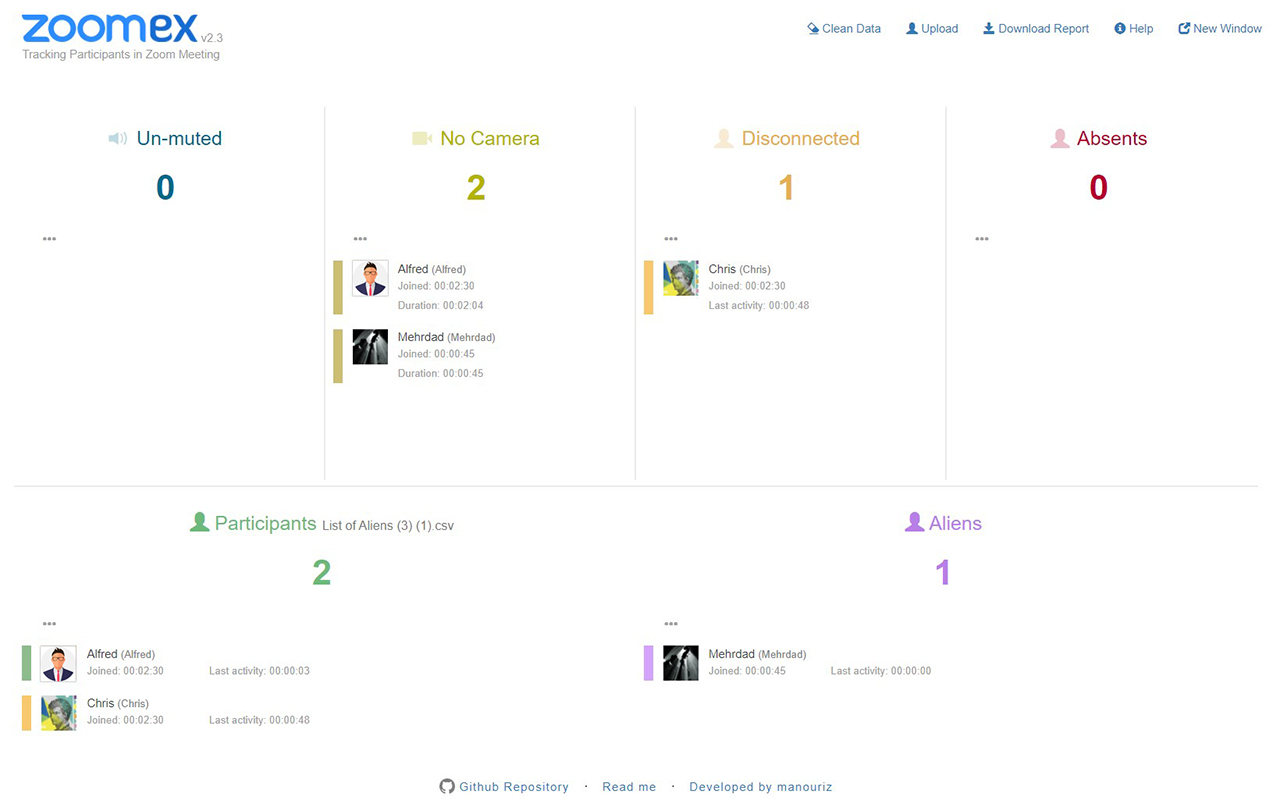 zoomex v2.3
Tracking Participants in Zoom Meeting
Clean Data
Upload
Download Report
Help
New Window
Un-muted
0
No Camera
2
Alfred (Alfred)
Joined: 00:02:30
Duration: 00:02:04
Mehrdad (Mehrdad)
Joined: 00:00:45
Duration: 00:00:45
Disconnected
1
Chris (Chris)
Joined: 00:02:30
Last activity: 00:00:48
Absents
0
Participants List of Aliens (3) (1).csv
2
Alfred (Alfred)
Joined: 00:02:30 Last activity: 00:00:03
Chris (Chris)
Joined: 00:02:30 Last activity: 00:00:48
Aliens
1
Mehrdad (Mehrdad)
Joined: 00:00:45 Last activity: 00:00:00
Github Repository · Read me · Developed by manouriz